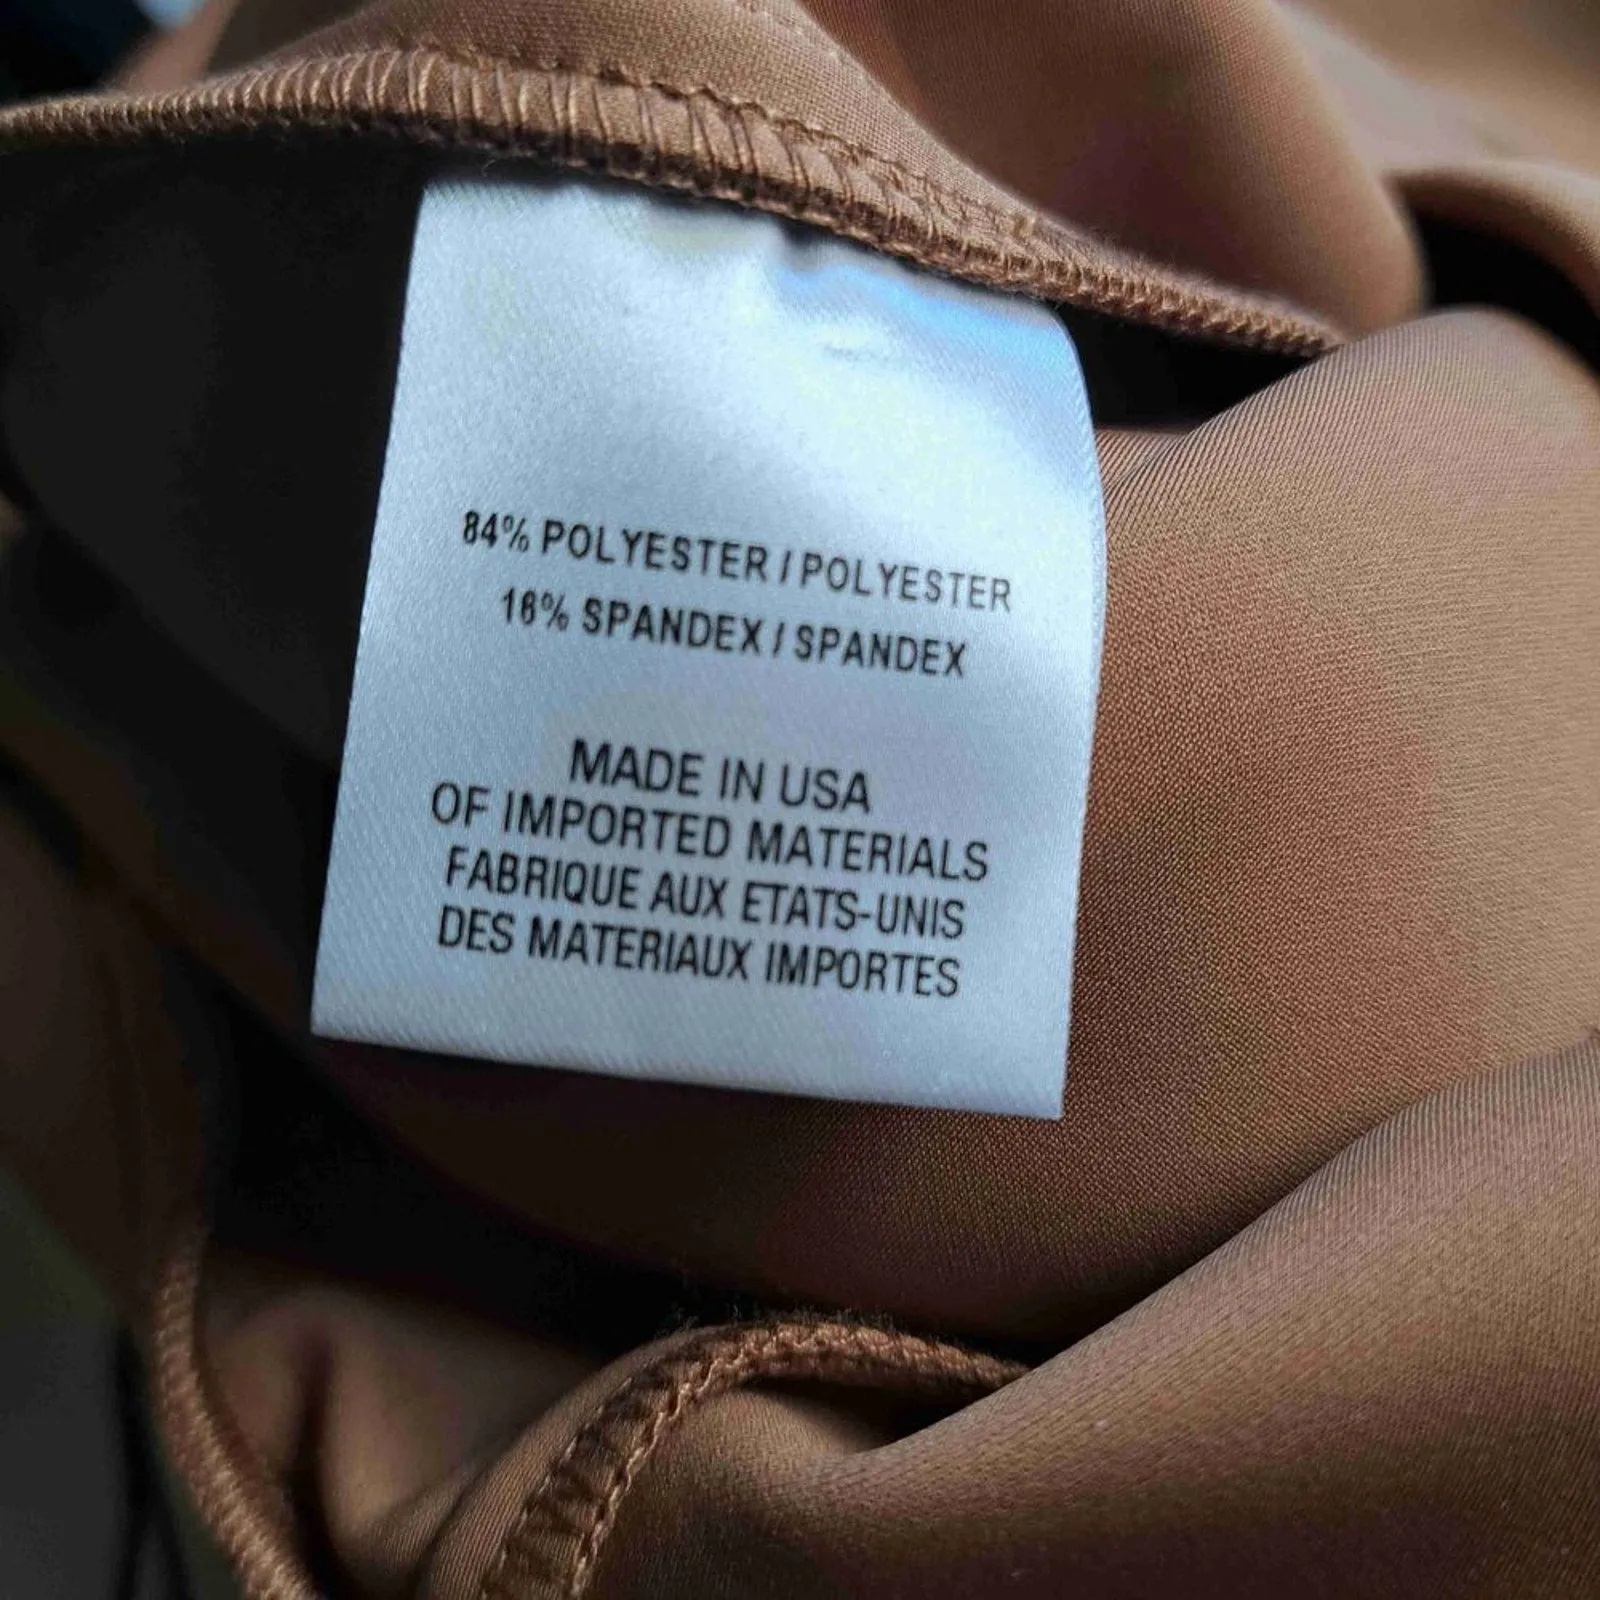 84% POLYESTER / POLYESTER
16% SPANDEX / SPANDEX
MADE IN USA
OF IMPORTED MATERIALS
FABRIQUE AUX ETATS-UNIS
DES MATERIAUX IMPORTES